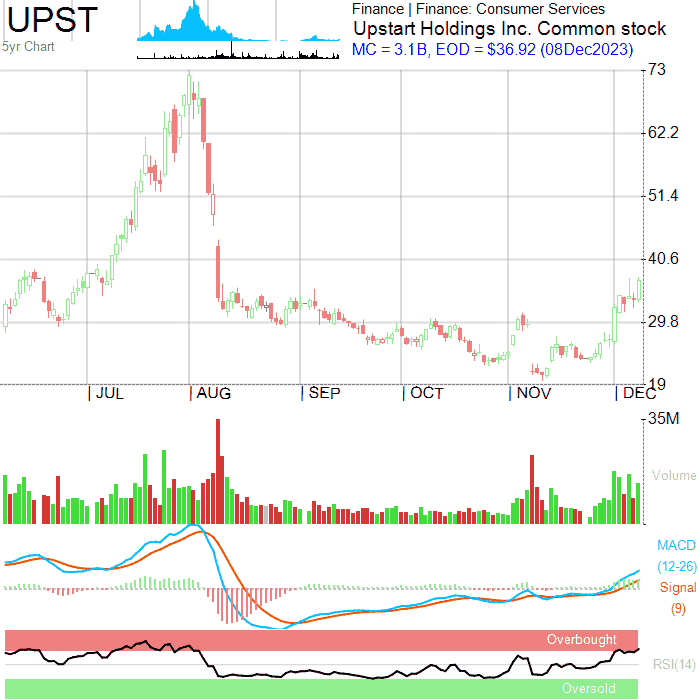 UPST
5yr Chart
Finance | Finance: Consumer Services
Upstart Holdings Inc. Common stock
MC = 3.1B, EOD = $36.92 (08Dec2023)
73
62.2
51.4
40.6
29.8
19
JUL AUG SEP OCT NOV DEC
35M
Volume
MACD
(12-26)
Signal
(9)
Overbought
RSI(14)
Oversold